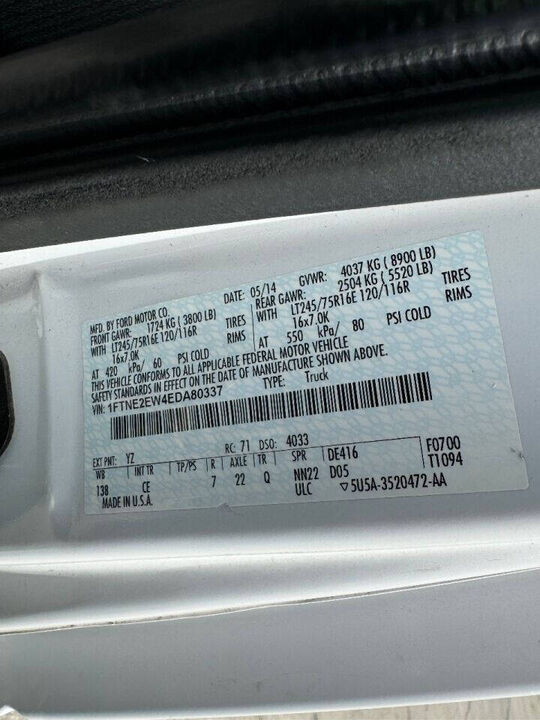 MFD. BY FORD MOTOR CO. DATE: 05/14 GVWR: 4037 KG ( 8900 LB)
FRONT GAWR: 1724 KG ( 3800 LB) REAR GAWR: 2504 KG ( 5520 LB)
WITH LT245/75R16E 120/116R TIRES WITH LT245/75R16E 120/116R TIRES
16x7.0K RIMS 16x7.0K RIMS
AT 420 kPa/ 60 PSI COLD AT 550 kPa/ 80 PSI COLD
THIS VEHICLE CONFORMS TO ALL APPLICABLE FEDERAL MOTOR VEHICLE
SAFETY STANDARDS IN EFFECT ON THE DATE OF MANUFACTURE SHOWN ABOVE.
VIN: 1FTNE2EW4EDA80337 TYPE: Truck
EXT PNT: YZ RC: 71 DSO: 4033
WB INT TR TP/PS R AXLE TR SPR DE416 F0700
138 CE 7 22 Q NN22 D05 T1094
MADE IN U.S.A. ULC ▽5U5A-3520472-AA